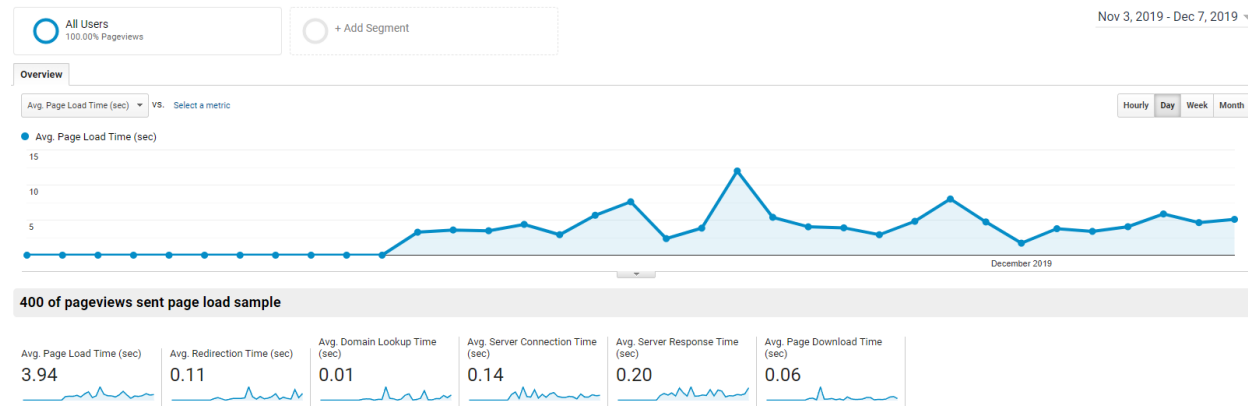 All Users
100.00% Pageviews
+ Add Segment
Nov 3, 2019 - Dec 7, 2019
Overview
Avg. Page Load Time (sec) VS. Select a metric
Hourly Day Week Month
Avg. Page Load Time (sec)
15
10
5
December 2019
400 of pageviews sent page load sample
Avg. Page Load Time (sec)
3.94
Avg. Redirection Time (sec)
0.11
Avg. Domain Lookup Time
(sec)
0.01
Avg. Server Connection Time
(sec)
0.14
Avg. Server Response Time
(sec)
0.20
Avg. Page Download Time
(sec)
0.06